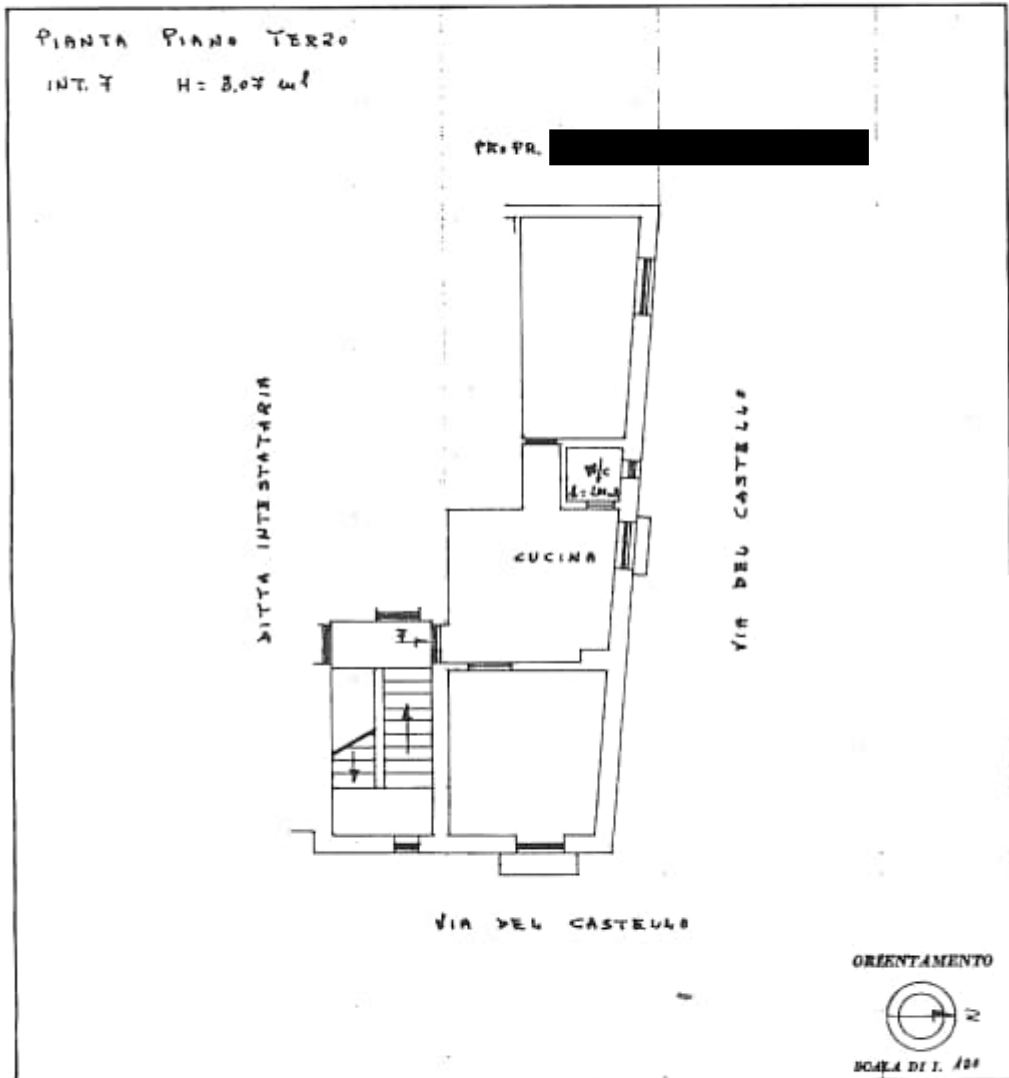 PIANTA PIANO TERZO
INT. 7 H = 3.07 ml
PROPR.
DITTA INTESTATARIA
VIA DEL CASTELLO
W/C
CUCINA
7
VIA DEL CASTELLO
ORIENTAMENTO
N
SCALA DI 1.